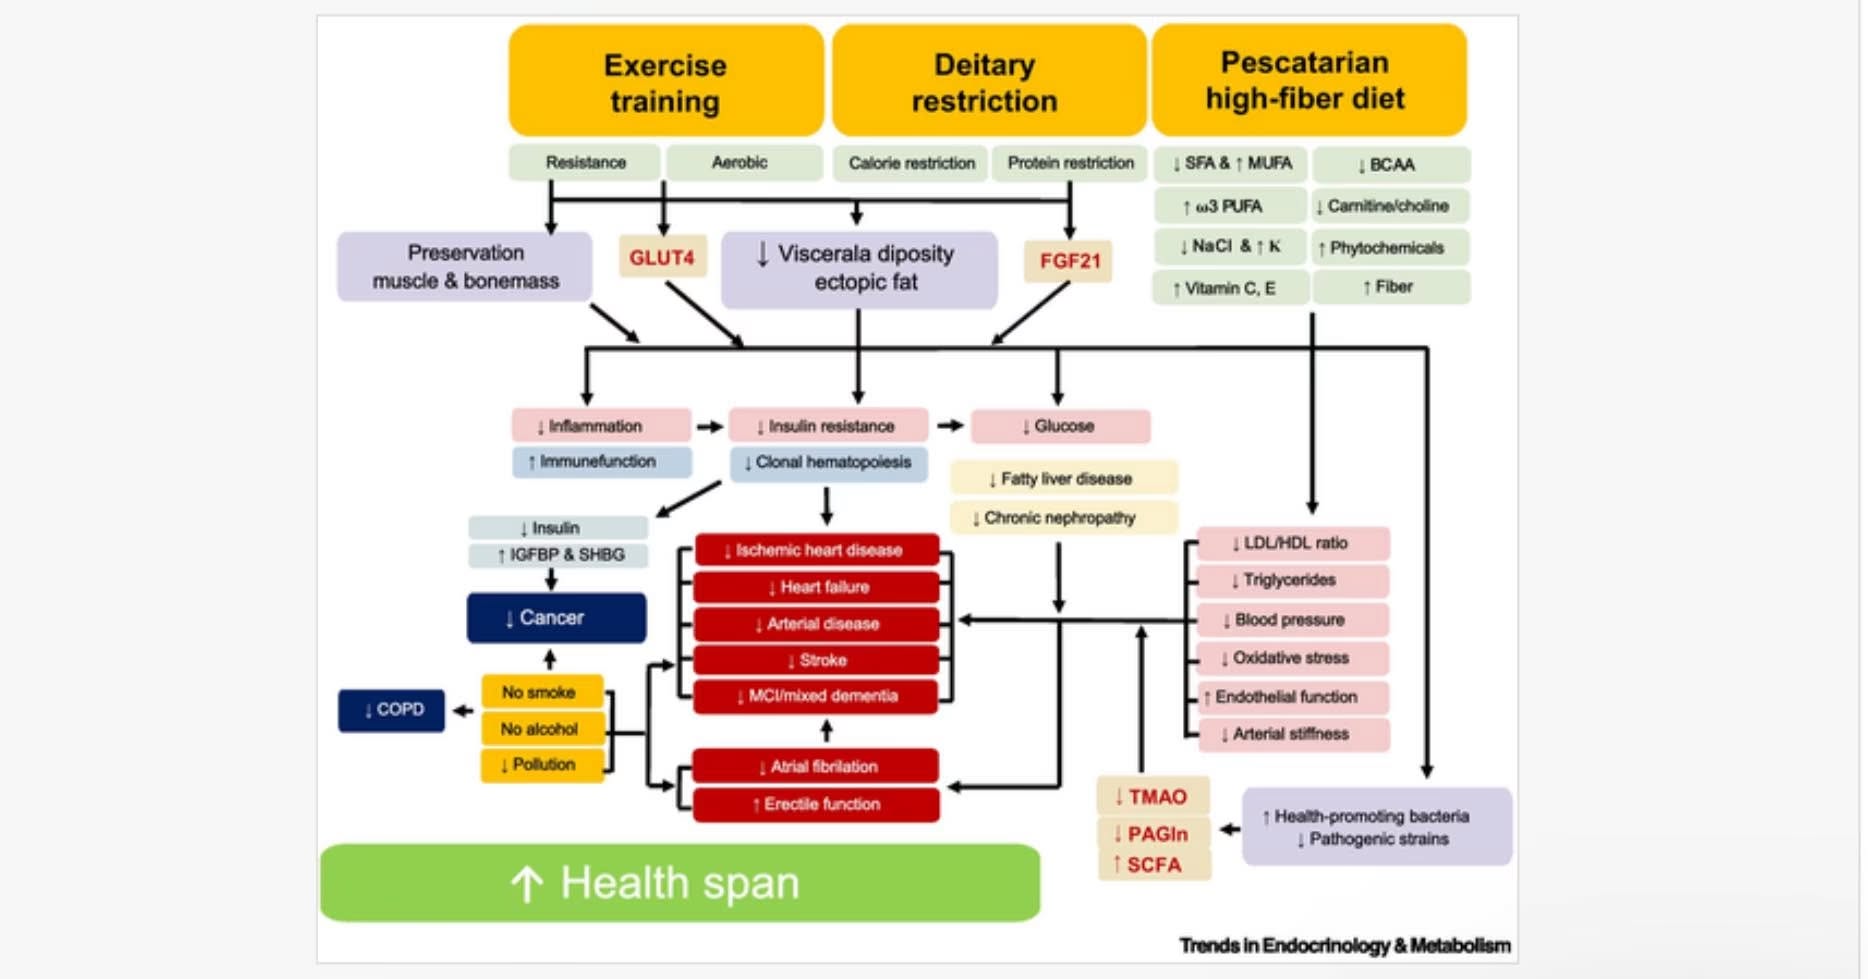 Exercise
training
Deitary
restriction
Pescatarian
high-fiber diet
Resistance
Aerobic
Calorie restriction
Protein restriction
↓ SFA & ↑ MUFA
↓ BCAA
↑ ω3 PUFA
↓ Carnitine/choline
↓ NaCl & ↑ K
↑ Phytochemicals
↑ Vitamin C, E
↑ Fiber
Preservation
muscle & bonemass
GLUT4
↓ Viscerala diposity
ectopic fat
FGF21
↓ Inflammation
↓ Insulin resistance
↓ Glucose
↑ Immunefunction
↓ Clonal hematopoiesis
↓ Fatty liver disease
↓ Chronic nephropathy
↓ Insulin
↑ IGFBP & SHBG
↓ Cancer
↓ Ischemic heart disease
↓ Heart failure
↓ Arterial disease
↓ Stroke
↓ MCI/mixed dementia
↓ LDL/HDL ratio
↓ Triglycerides
↓ Blood pressure
↓ Oxidative stress
↑ Endothelial function
↓ Arterial stiffness
↓ COPD
No smoke
No alcohol
↓ Pollution
↓ Atrial fibrilation
↑ Erectile function
↓ TMAO
↓ PAGln
↑ SCFA
↑ Health-promoting bacteria
↓ Pathogenic strains
↑ Health span
Trends in Endocrinology & Metabolism